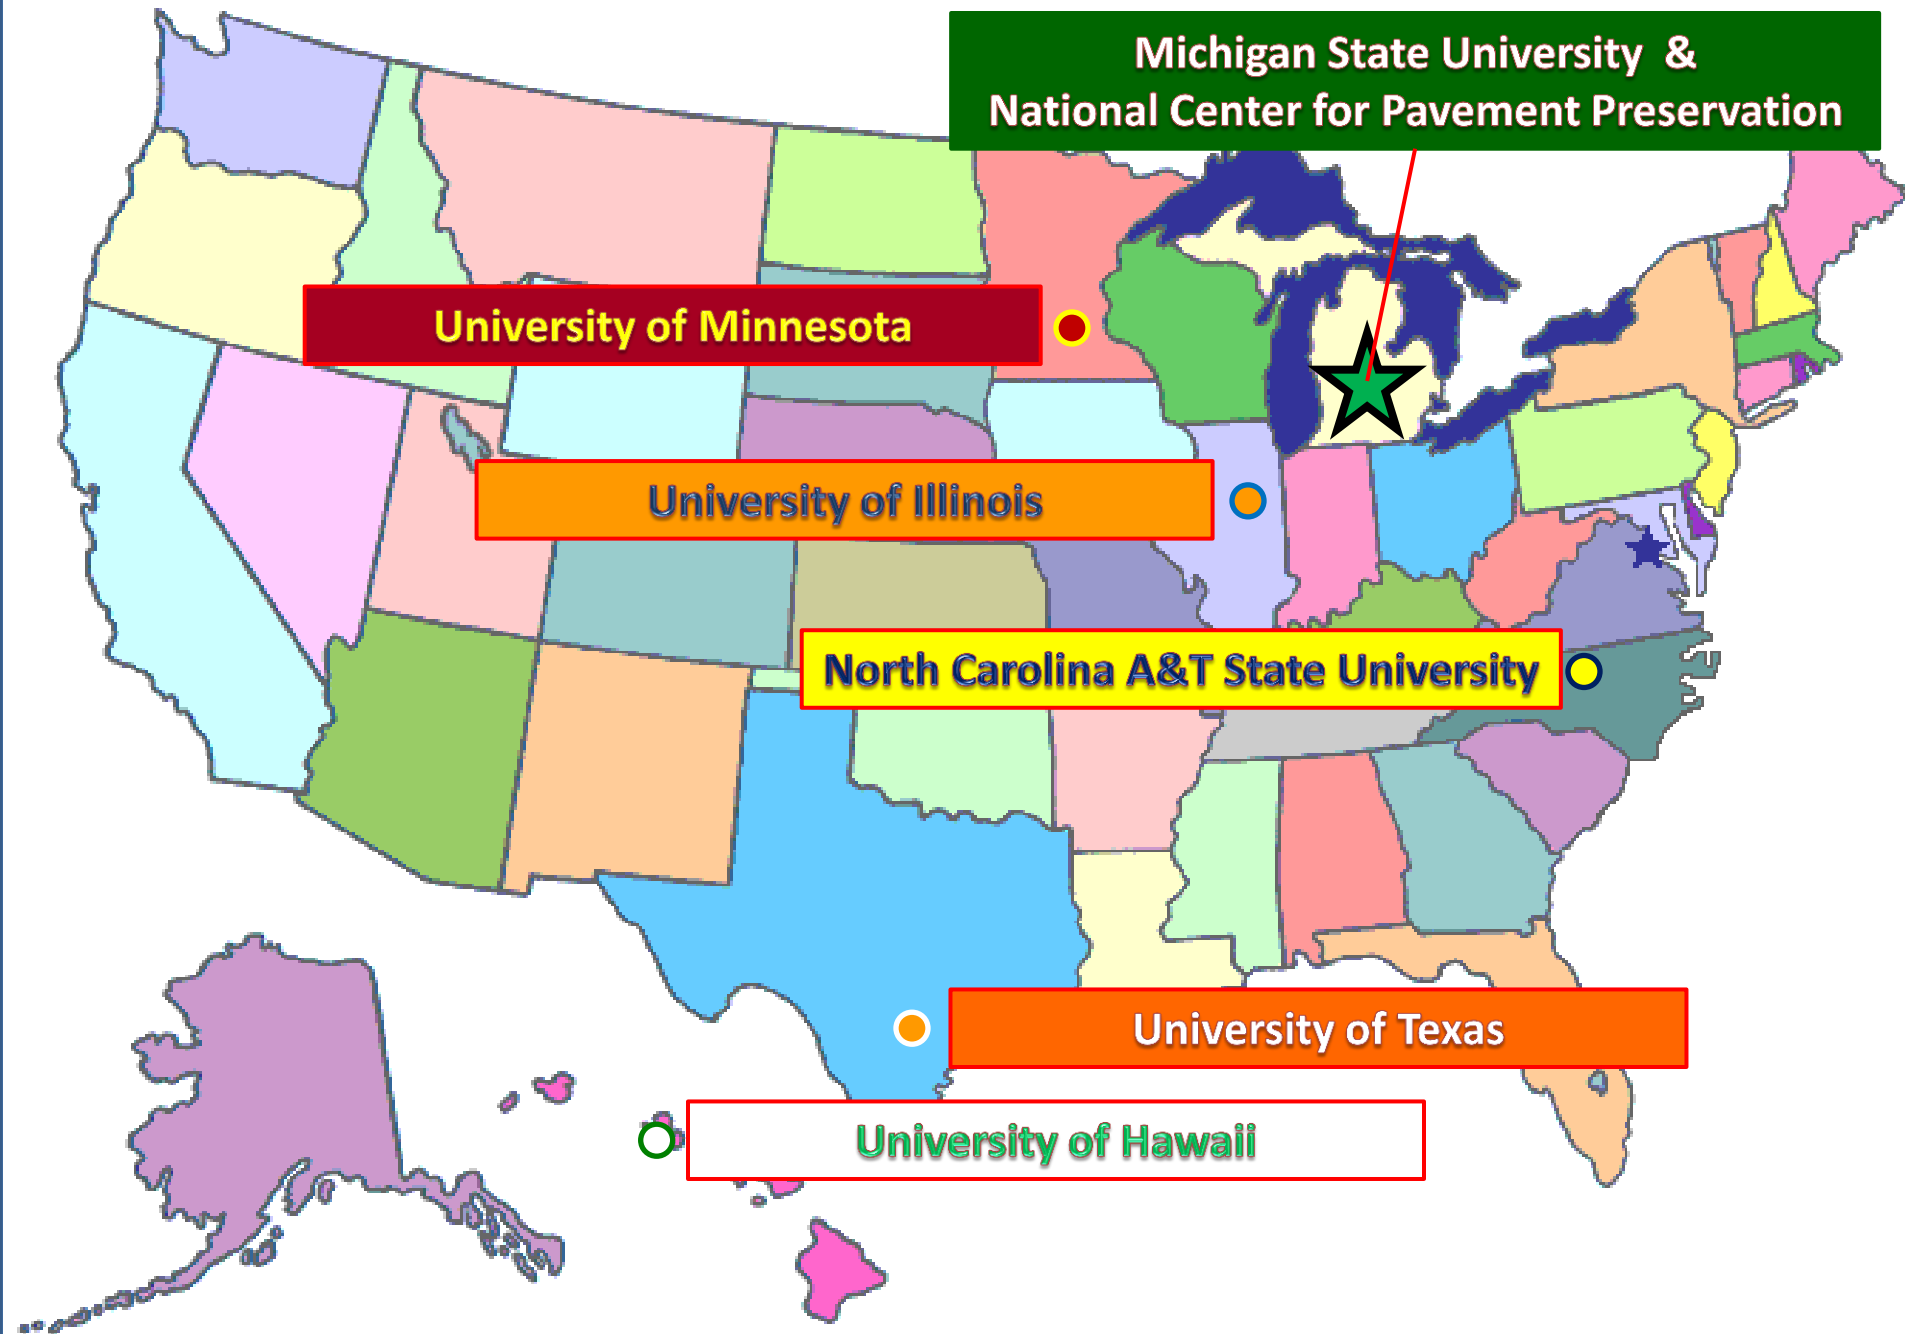 Michigan State University &
National Center for Pavement Preservation
University of Minnesota
University of Illinois
North Carolina A&T State University
University of Texas
University of Hawaii